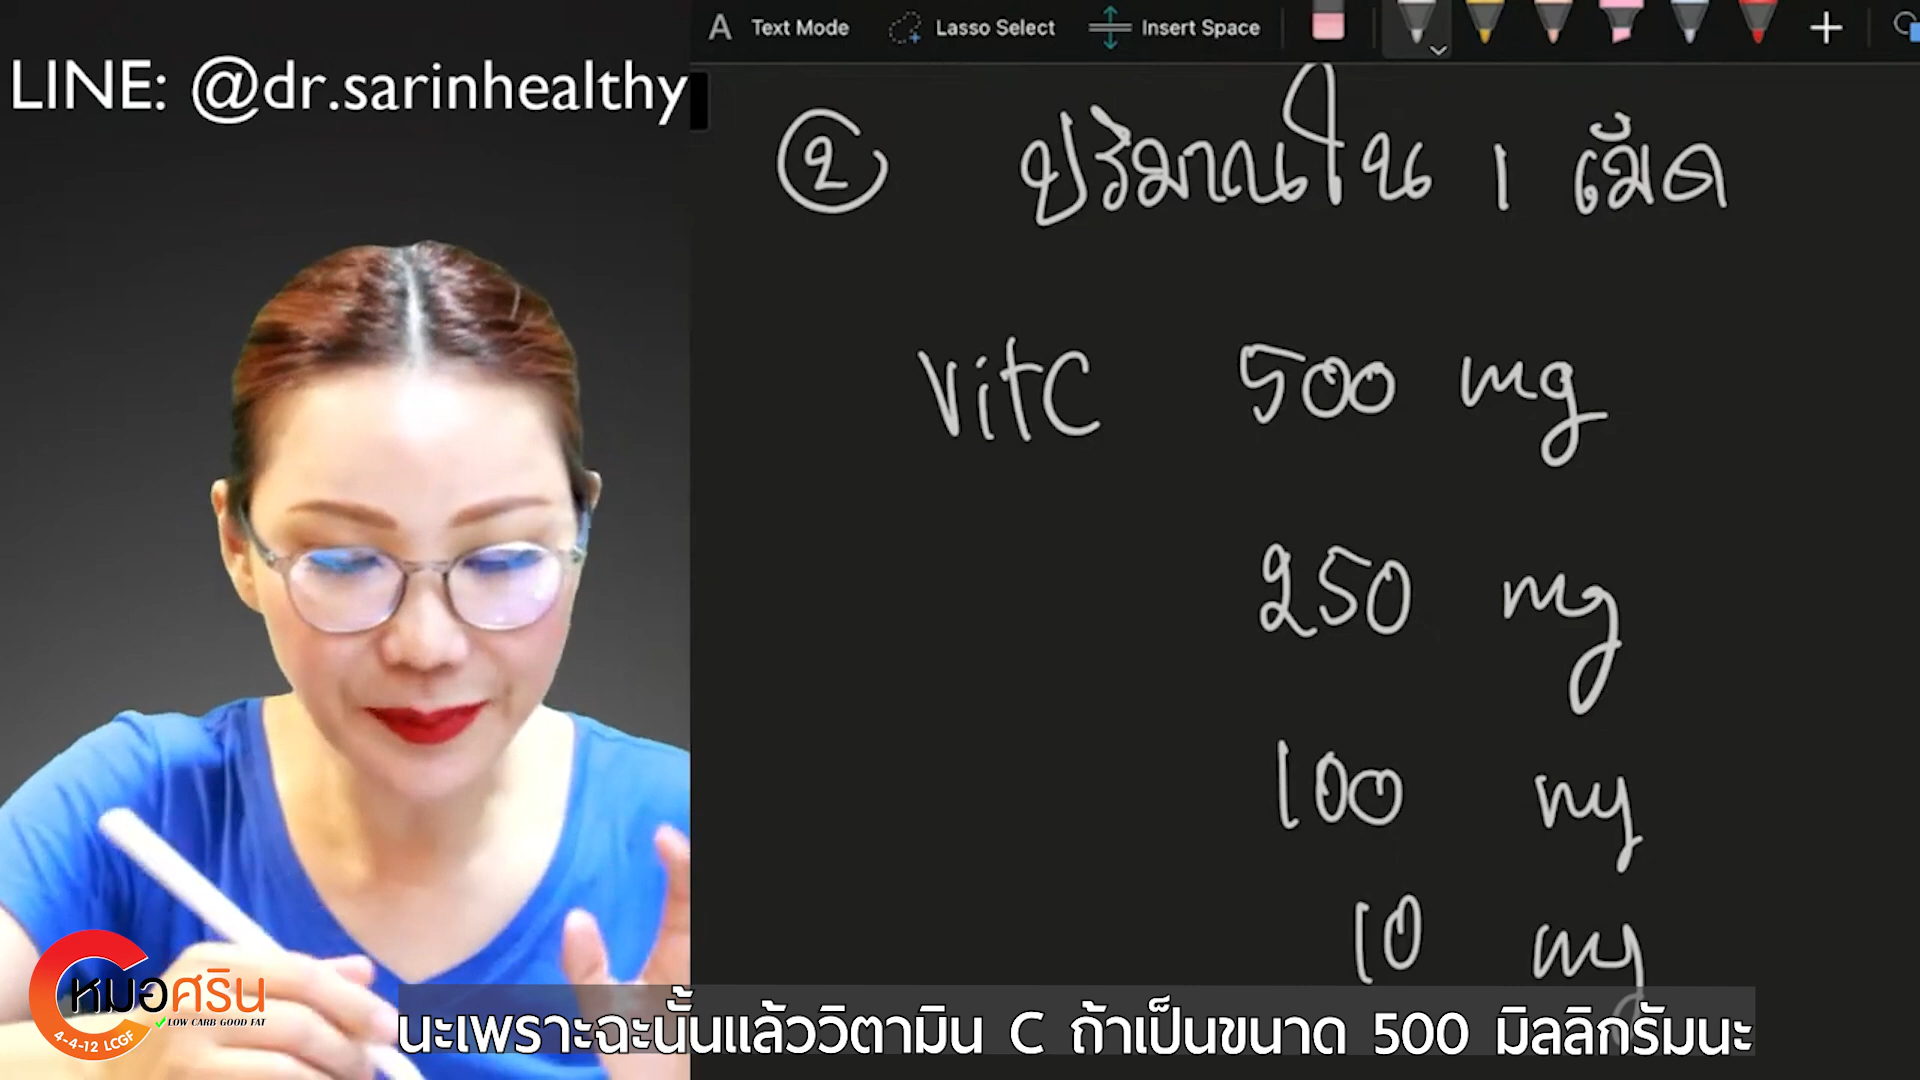 A Text Mode Lasso Select Insert Space
LINE: @dr.sarinhealthy
๒ ปริมาณใน 1 เม็ด
Vit C 500 mg
250 mg
100 mg
10 mg
หมอศริน
LOW CARB GOOD FAT
4-4-12 LCGF
นะเพราะฉะนั้นแล้ววิตามิน C ถ้าเป็นขนาด 500 มิลลิกรัมนะ